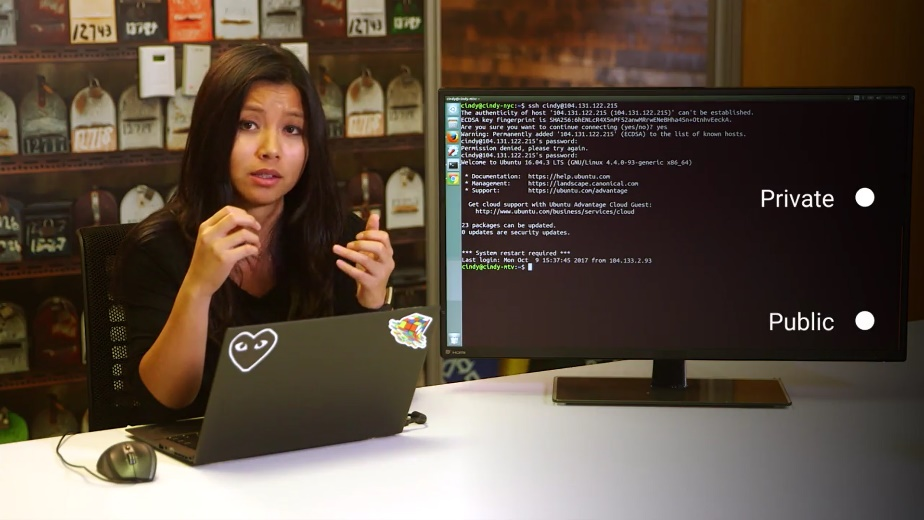 12743
12743
12776
cindy@cindy-nyc:~$ ssh cindy@104.131.122.215
The authenticity of host '104.131.122.215 (104.131.122.215)' can't be established.
Are you sure you want to continue connecting (yes/no)? yes
Warning: Permanently added '104.131.122.215' (ECDSA) to the list of known hosts.
cindy@104.131.122.215's password:
Permission denied, please try again.
cindy@104.131.122.215's password:
Welcome to Ubuntu 16.04.3 LTS (GNU/Linux 4.4.0-93-generic x86_64)
* Documentation: https://help.ubuntu.com
* Management: https://landscape.canonical.com
* Support: https://ubuntu.com/advantage
Get cloud support with Ubuntu Advantage Cloud Guest:
http://www.ubuntu.com/business/services/cloud
23 packages can be updated.
0 updates are security updates.
*** System restart required ***
Last login: Mon Oct 9 15:37:45 2017 from 104.133.2.93
cindy@cindy-mtv:~$
Private
Public